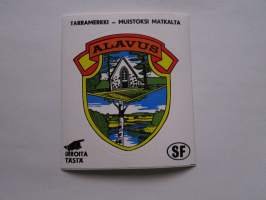 TARRAMERKKI – MUISTOKSI MATKALTA
ALAVUS
IRROITA
TÄSTÄ
SF